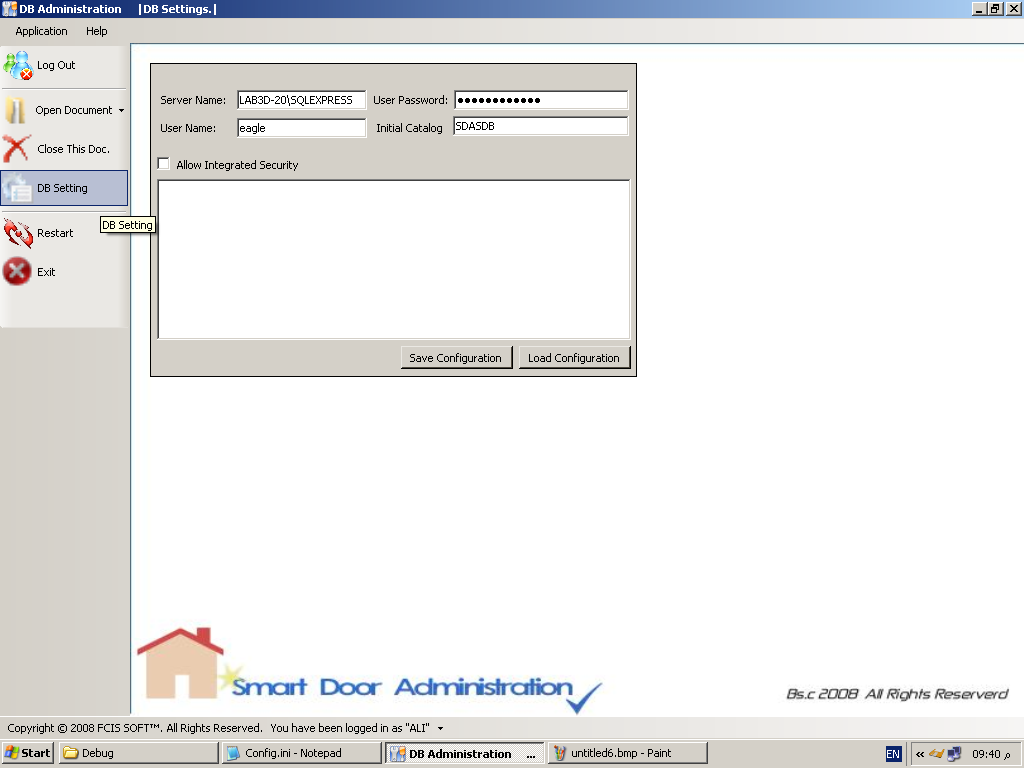 DB Administration |DB Settings.|
Application Help
Log Out
Open Document
Close This Doc.
DB Setting
DB Setting
Restart
Exit
Server Name: LAB3D-20\SQLEXPRESS User Password: ●●●●●●●●●●●●
User Name: eagle Initial Catalog SDASDB
Allow Integrated Security
Save Configuration Load Configuration
Smart Door Administration
Bs.c 2008 All Rights Reserverd
Copyright © 2008 FCIS SOFT™. All Rights Reserved. You have been logged in as "ALI"
Start Debug Config.ini - Notepad DB Administration ... untitled6.bmp - Paint EN « 09:40 م